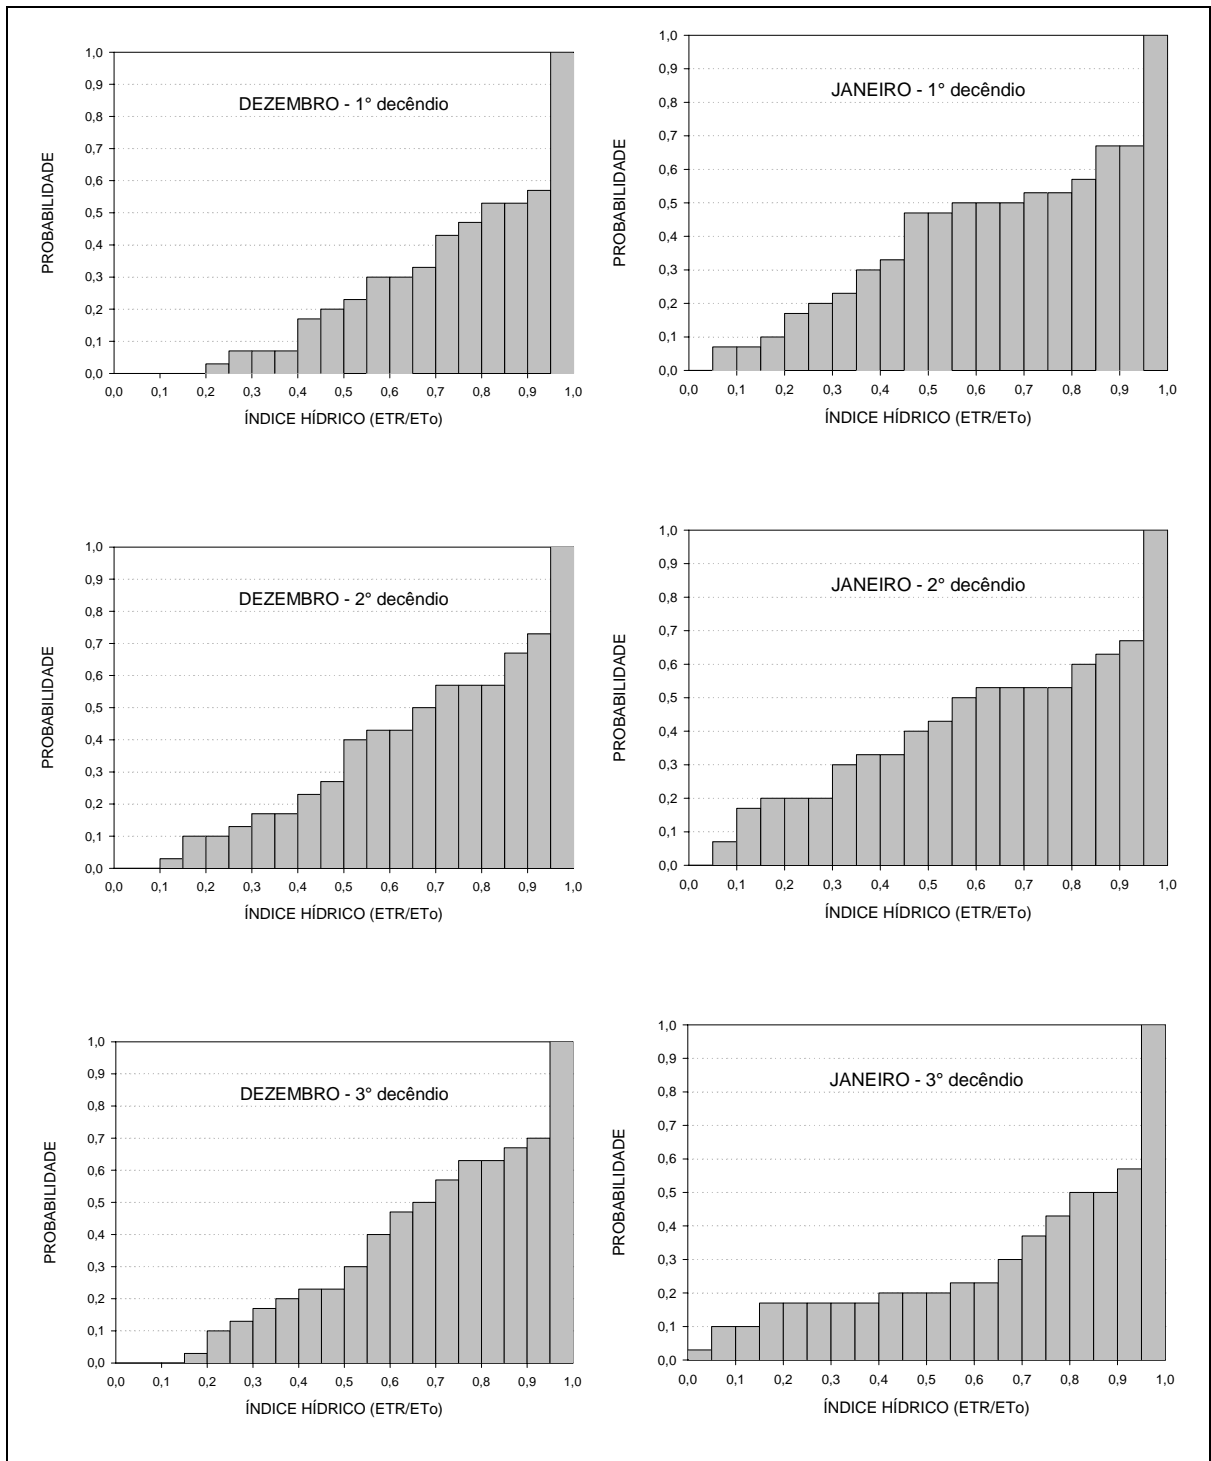 DEZEMBRO - 1° decêndio
PROBABILIDADE
1,0
0,9
0,8
0,7
0,6
0,5
0,4
0,3
0,2
0,1
0,0
0,0 0,1 0,2 0,3 0,4 0,5 0,6 0,7 0,8 0,9 1,0
ÍNDICE HÍDRICO (ETR/ETo)
JANEIRO - 1° decêndio
PROBABILIDADE
1,0
0,9
0,8
0,7
0,6
0,5
0,4
0,3
0,2
0,1
0,0
0,0 0,1 0,2 0,3 0,4 0,5 0,6 0,7 0,8 0,9 1,0
ÍNDICE HÍDRICO (ETR/ETo)
DEZEMBRO - 2° decêndio
PROBABILIDADE
1,0
0,9
0,8
0,7
0,6
0,5
0,4
0,3
0,2
0,1
0,0
0,0 0,1 0,2 0,3 0,4 0,5 0,6 0,7 0,8 0,9 1,0
ÍNDICE HÍDRICO (ETR/ETo)
JANEIRO - 2° decêndio
PROBABILIDADE
1,0
0,9
0,8
0,7
0,6
0,5
0,4
0,3
0,2
0,1
0,0
0,0 0,1 0,2 0,3 0,4 0,5 0,6 0,7 0,8 0,9 1,0
ÍNDICE HÍDRICO (ETR/ETo)
DEZEMBRO - 3° decêndio
PROBABILIDADE
1,0
0,9
0,8
0,7
0,6
0,5
0,4
0,3
0,2
0,1
0,0
0,0 0,1 0,2 0,3 0,4 0,5 0,6 0,7 0,8 0,9 1,0
ÍNDICE HÍDRICO (ETR/ETo)
JANEIRO - 3° decêndio
PROBABILIDADE
1,0
0,9
0,8
0,7
0,6
0,5
0,4
0,3
0,2
0,1
0,0
0,0 0,1 0,2 0,3 0,4 0,5 0,6 0,7 0,8 0,9 1,0
ÍNDICE HÍDRICO (ETR/ETo)